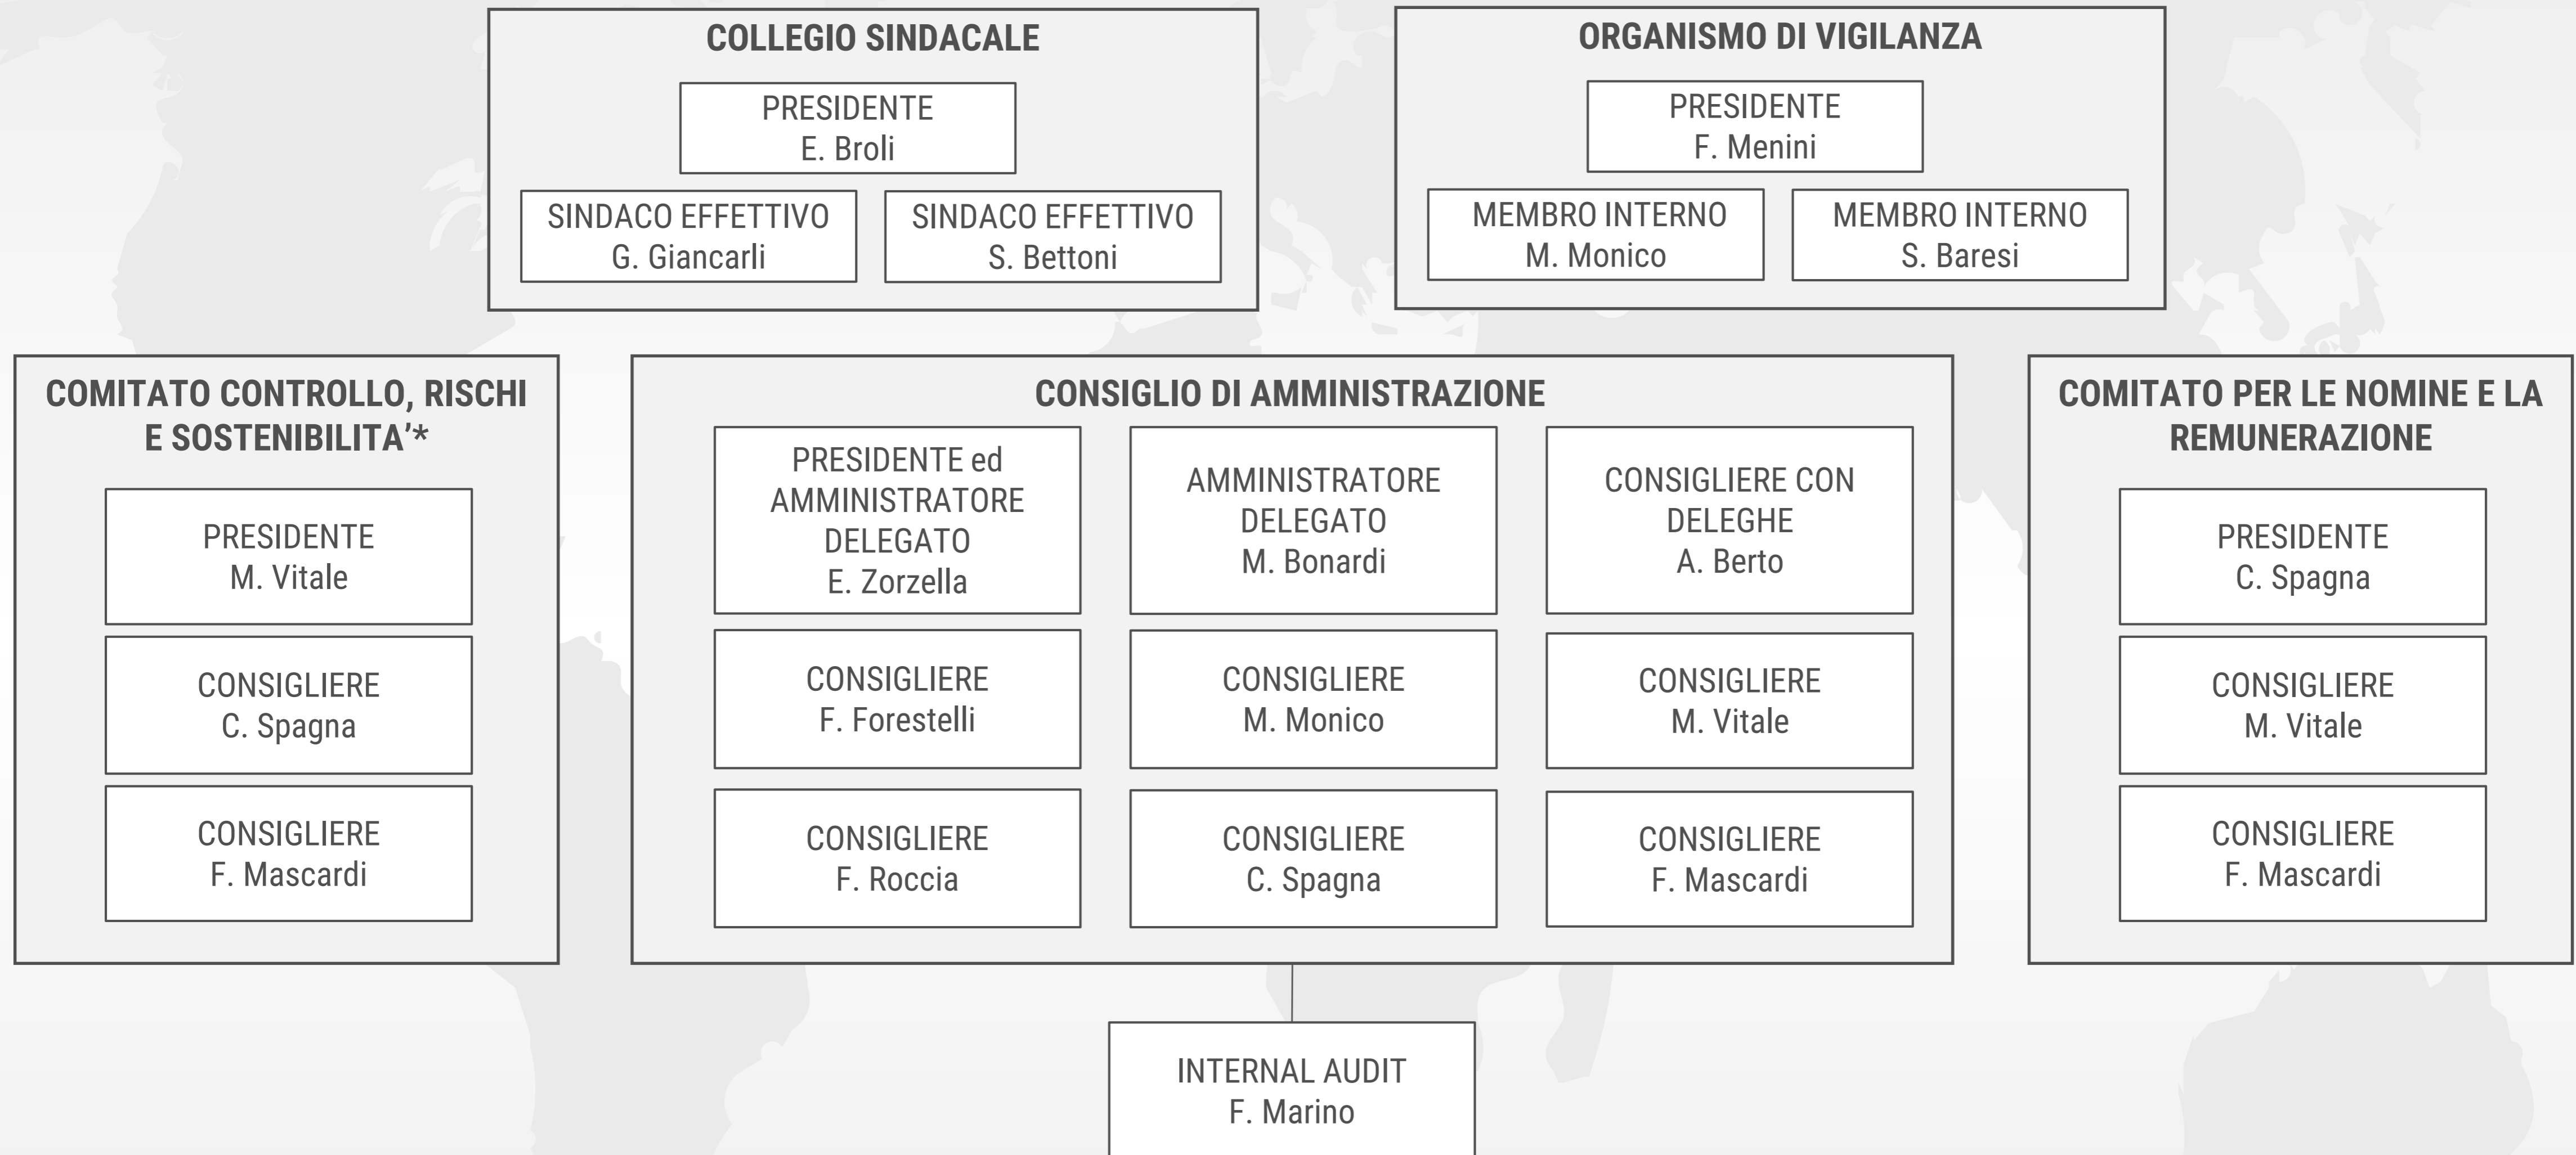 COLLEGIO SINDACALE
PRESIDENTE
E. Broli
SINDACO EFFETTIVO
G. Giancarli
SINDACO EFFETTIVO
S. Bettoni
ORGANISMO DI VIGILANZA
PRESIDENTE
F. Menini
MEMBRO INTERNO
M. Monico
MEMBRO INTERNO
S. Baresi
COMITATO CONTROLLO, RISCHI
E SOSTENIBILITA’*
PRESIDENTE
M. Vitale
CONSIGLIERE
C. Spagna
CONSIGLIERE
F. Mascardi
CONSIGLIO DI AMMINISTRAZIONE
PRESIDENTE ed
AMMINISTRATORE
DELEGATO
E. Zorzella
AMMINISTRATORE
DELEGATO
M. Bonardi
CONSIGLIERE CON
DELEGHE
A. Berto
CONSIGLIERE
F. Forestelli
CONSIGLIERE
M. Monico
CONSIGLIERE
M. Vitale
CONSIGLIERE
F. Roccia
CONSIGLIERE
C. Spagna
CONSIGLIERE
F. Mascardi
COMITATO PER LE NOMINE E LA
REMUNERAZIONE
PRESIDENTE
C. Spagna
CONSIGLIERE
M. Vitale
CONSIGLIERE
F. Mascardi
INTERNAL AUDIT
F. Marino